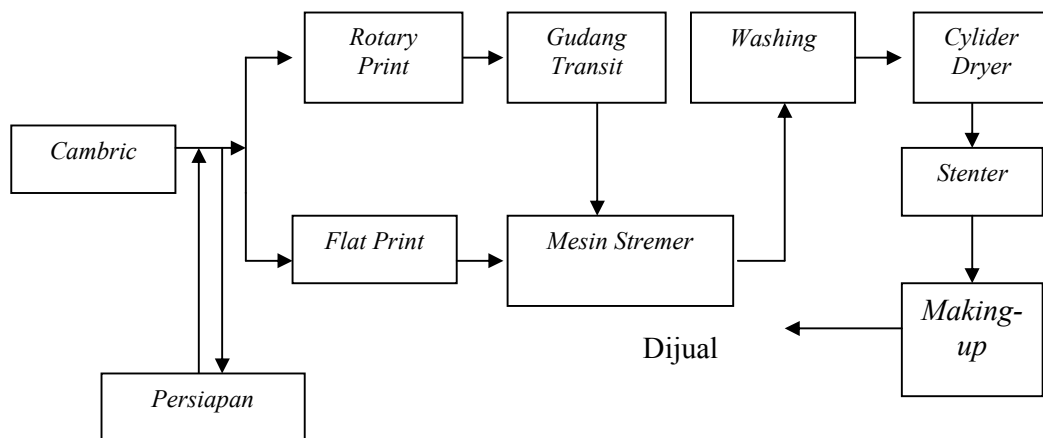 Rotary
Print
Gudang
Transit
Washing
Cylider
Dryer
Cambric
Stenter
Flat Print
Mesin Stremer
Making-
up
Dijual
Persiapan